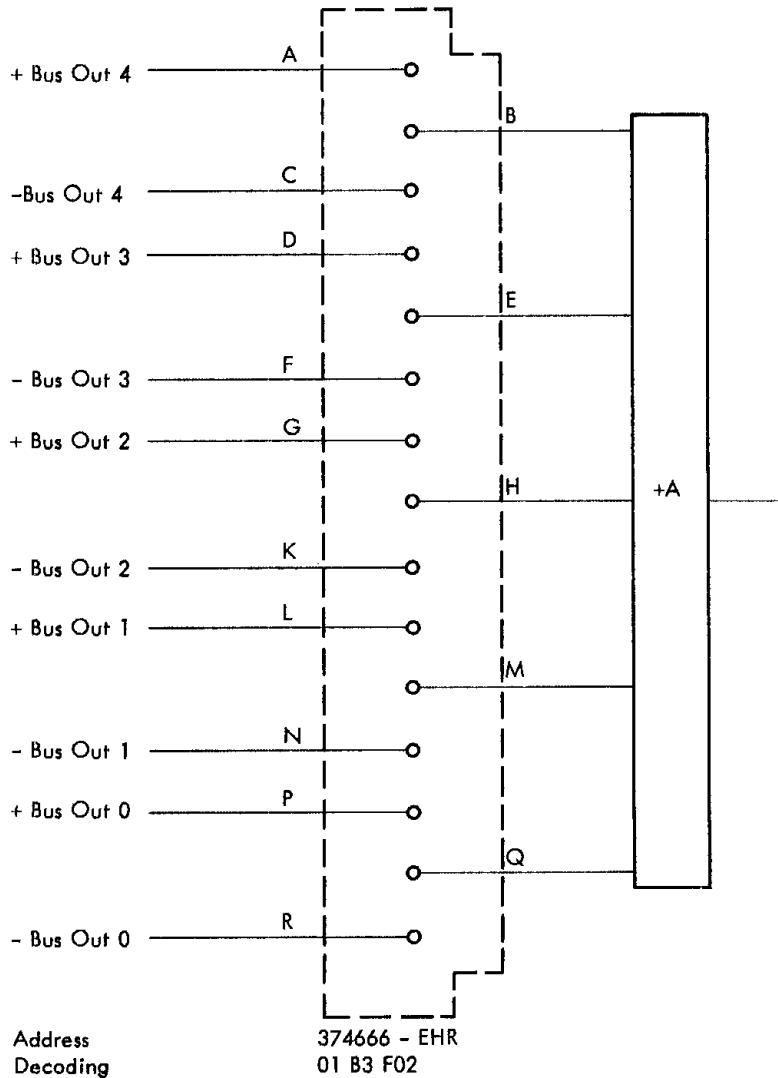 A
+ Bus Out 4
B
C
-Bus Out 4
D
+ Bus Out 3
E
F
- Bus Out 3
G
+ Bus Out 2
H
+A
K
- Bus Out 2
L
+ Bus Out 1
M
N
- Bus Out 1
P
+ Bus Out 0
Q
R
- Bus Out 0
Address
Decoding
374666 - EHR
01 B3 F02